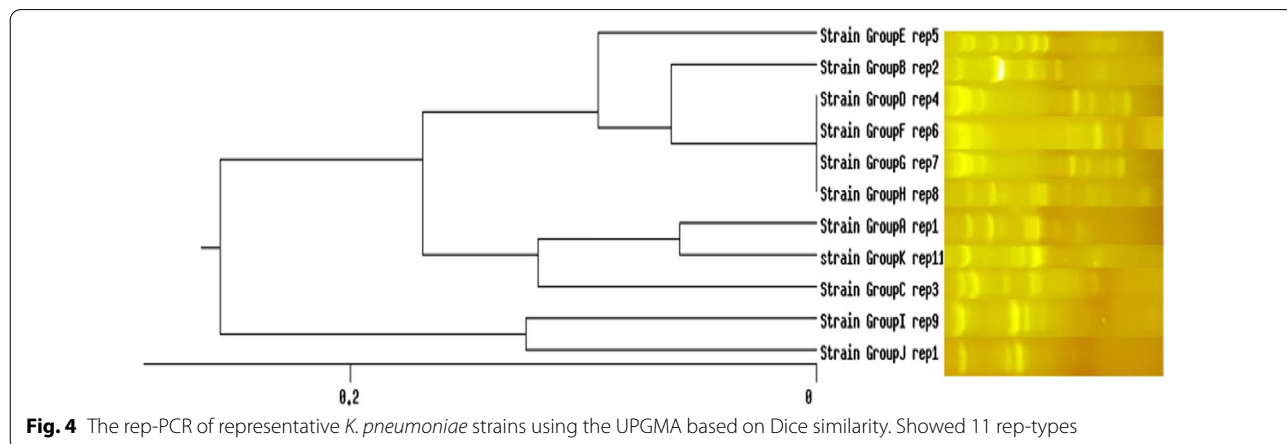 Strain GroupE rep5
Strain GroupB rep2
Strain GroupD rep4
Strain GroupF rep6
Strain GroupG rep7
Strain GroupH rep8
Strain GroupA rep1
strain GroupK rep11
Strain GroupC rep3
Strain GroupI rep9
Strain GroupJ rep1
0,2 0
Fig. 4 The rep-PCR of representative K. pneumoniae strains using the UPGMA based on Dice similarity. Showed 11 rep-types